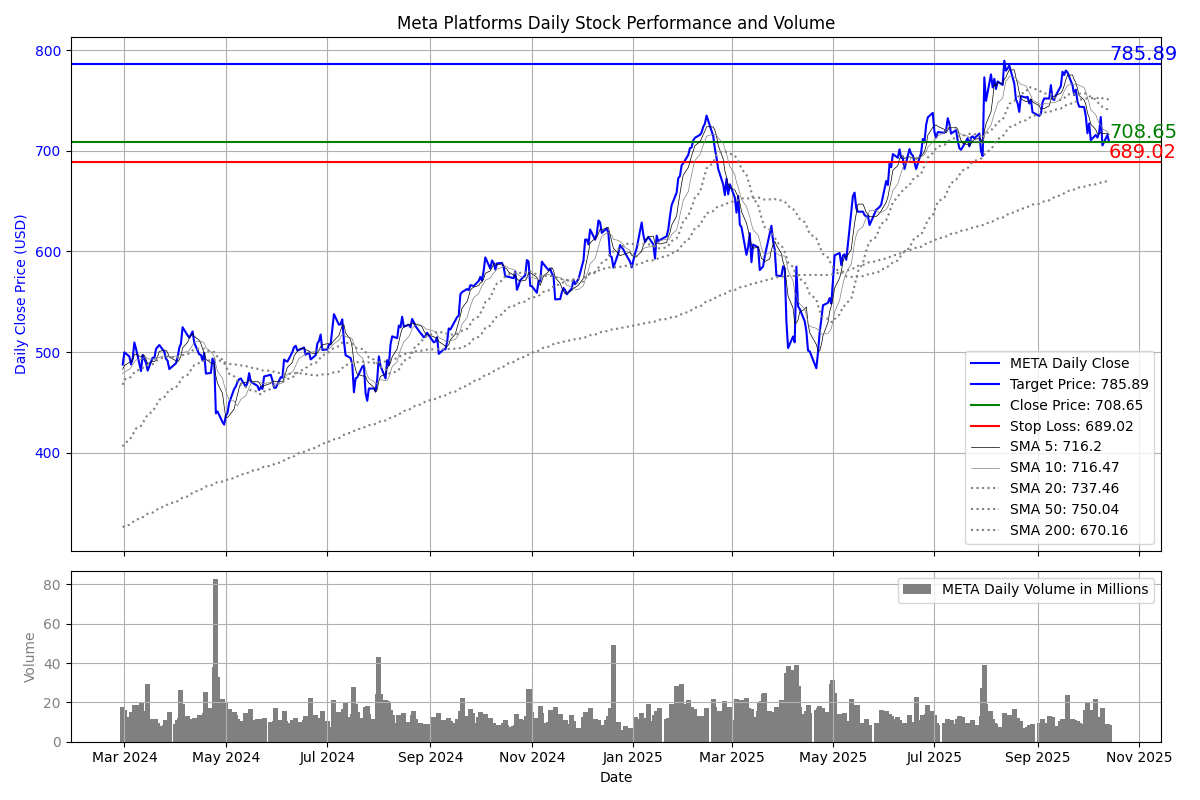 Meta Platforms Daily Stock Performance and Volume
800
700
600
500
400
Daily Close Price (USD)
785.89
708.65
689.02
META Daily Close
Target Price: 785.89
Close Price: 708.65
Stop Loss: 689.02
SMA 5: 716.2
SMA 10: 716.47
SMA 20: 737.46
SMA 50: 750.04
SMA 200: 670.16
80
60
40
20
0
Volume
META Daily Volume in Millions
Mar 2024 May 2024 Jul 2024 Sep 2024 Nov 2024 Jan 2025 Mar 2025 May 2025 Jul 2025 Sep 2025 Nov 2025
Date